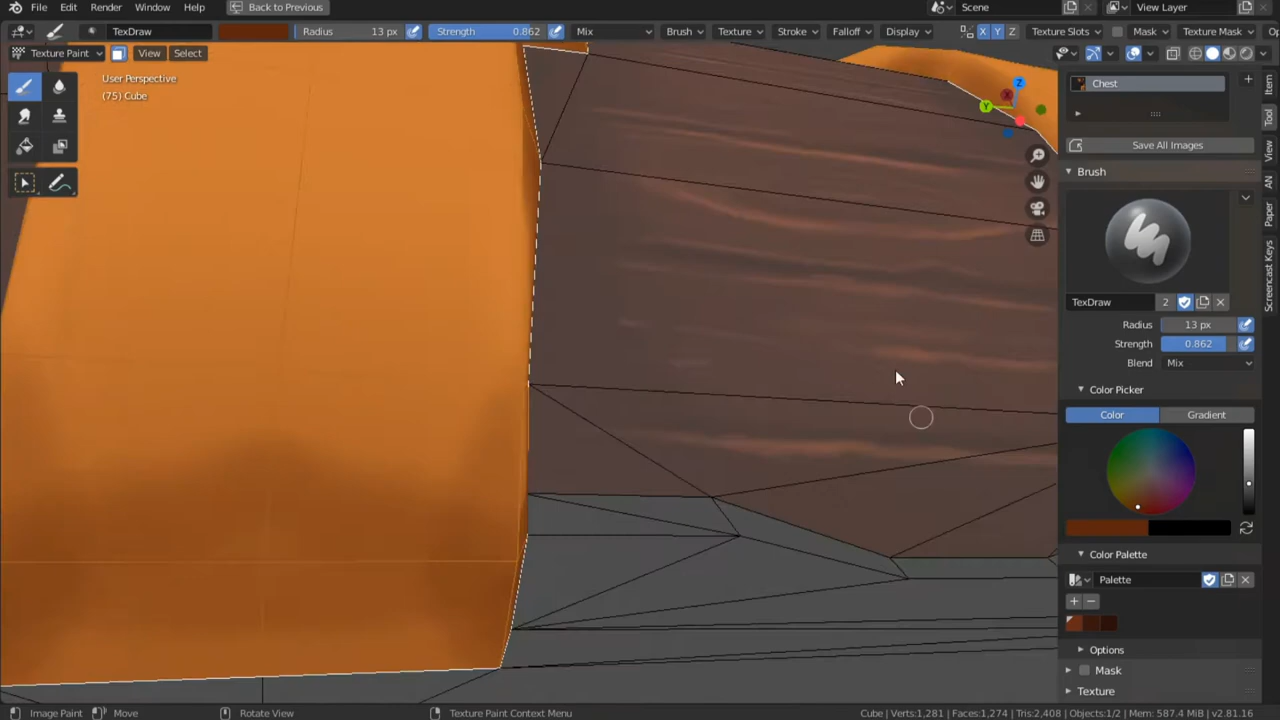 File Edit Render Window Help Back to Previous Scene View Layer
TexDraw Radius 13 px Strength 0.862 Mix Brush Texture Stroke Falloff Display X Y Z Texture Slots Mask Texture Mask
Texture Paint View Select
User Perspective
(75) Cube
Chest
Save All Images
Brush
TexDraw 2
Radius 13 px
Strength 0.862
Blend Mix
Color Picker
Color Gradient
Color Palette
Palette
Options
Mask
Texture
Item
Tool
View
AN
Paper
Screencast Keys
Op
Z
X
Y
Image Paint Move Rotate View Texture Paint Context Menu Cube | Verts:1,281 | Faces:1,274 | Tris:2,408 | Objects:1/2 | Mem: 587.4 MiB | v2.81.16